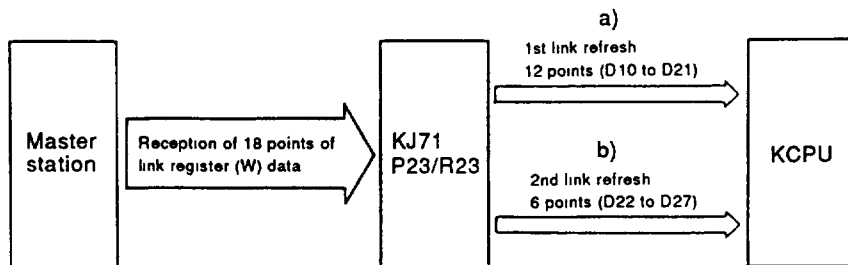 a)
1st link refresh
12 points (D10 to D21)
Master
station
Reception of 18 points of
link register (W) data
KJ71
P23/R23
KCPU
b)
2nd link refresh
6 points (D22 to D27)